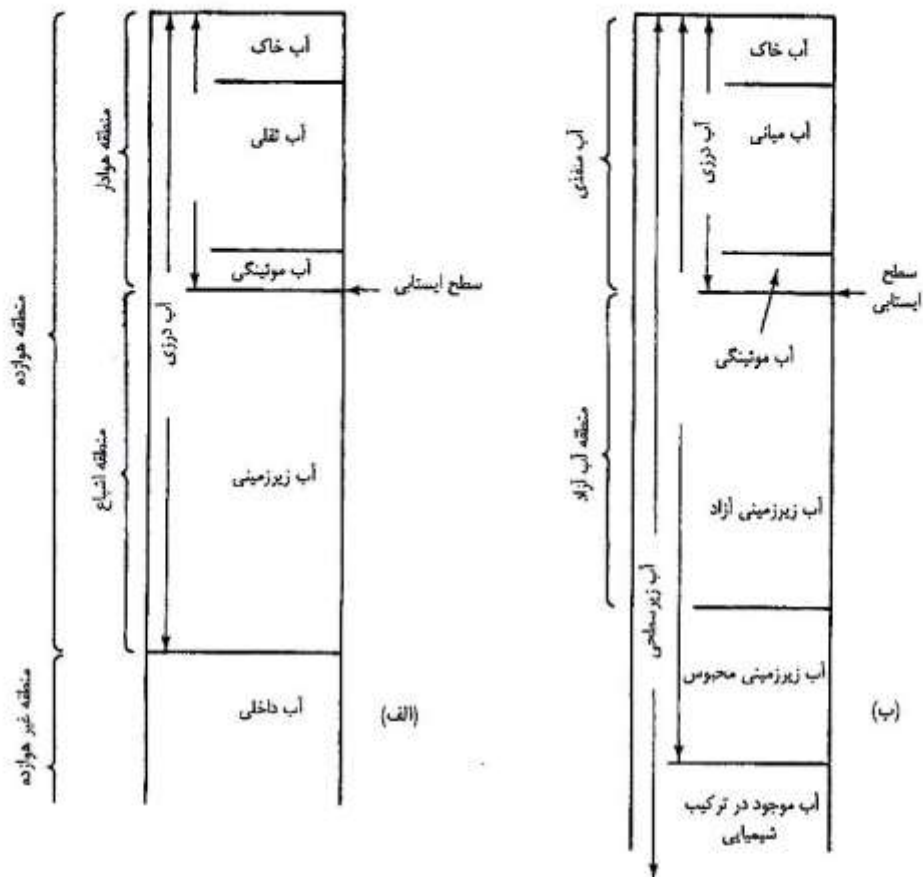 آب خاک
آب میانی
آب درزی
آب منفذی
سطح
ایستابی
آب موئینگی
منطقه آب آزاد
آب زیرزمینی آزاد
آب زیرسطحی
آب زیرزمینی محبوس
(ب)
آب موجود در ترکیب
شیمیایی
آب خاک
آب ثقلی
منطقه هوادار
آب موئینگی
سطح ایستابی
آب درزی
منطقه هوازده
آب زیرزمینی
منطقه اشباع
آب داخلی
(الف)
منطقه غیر هوازده